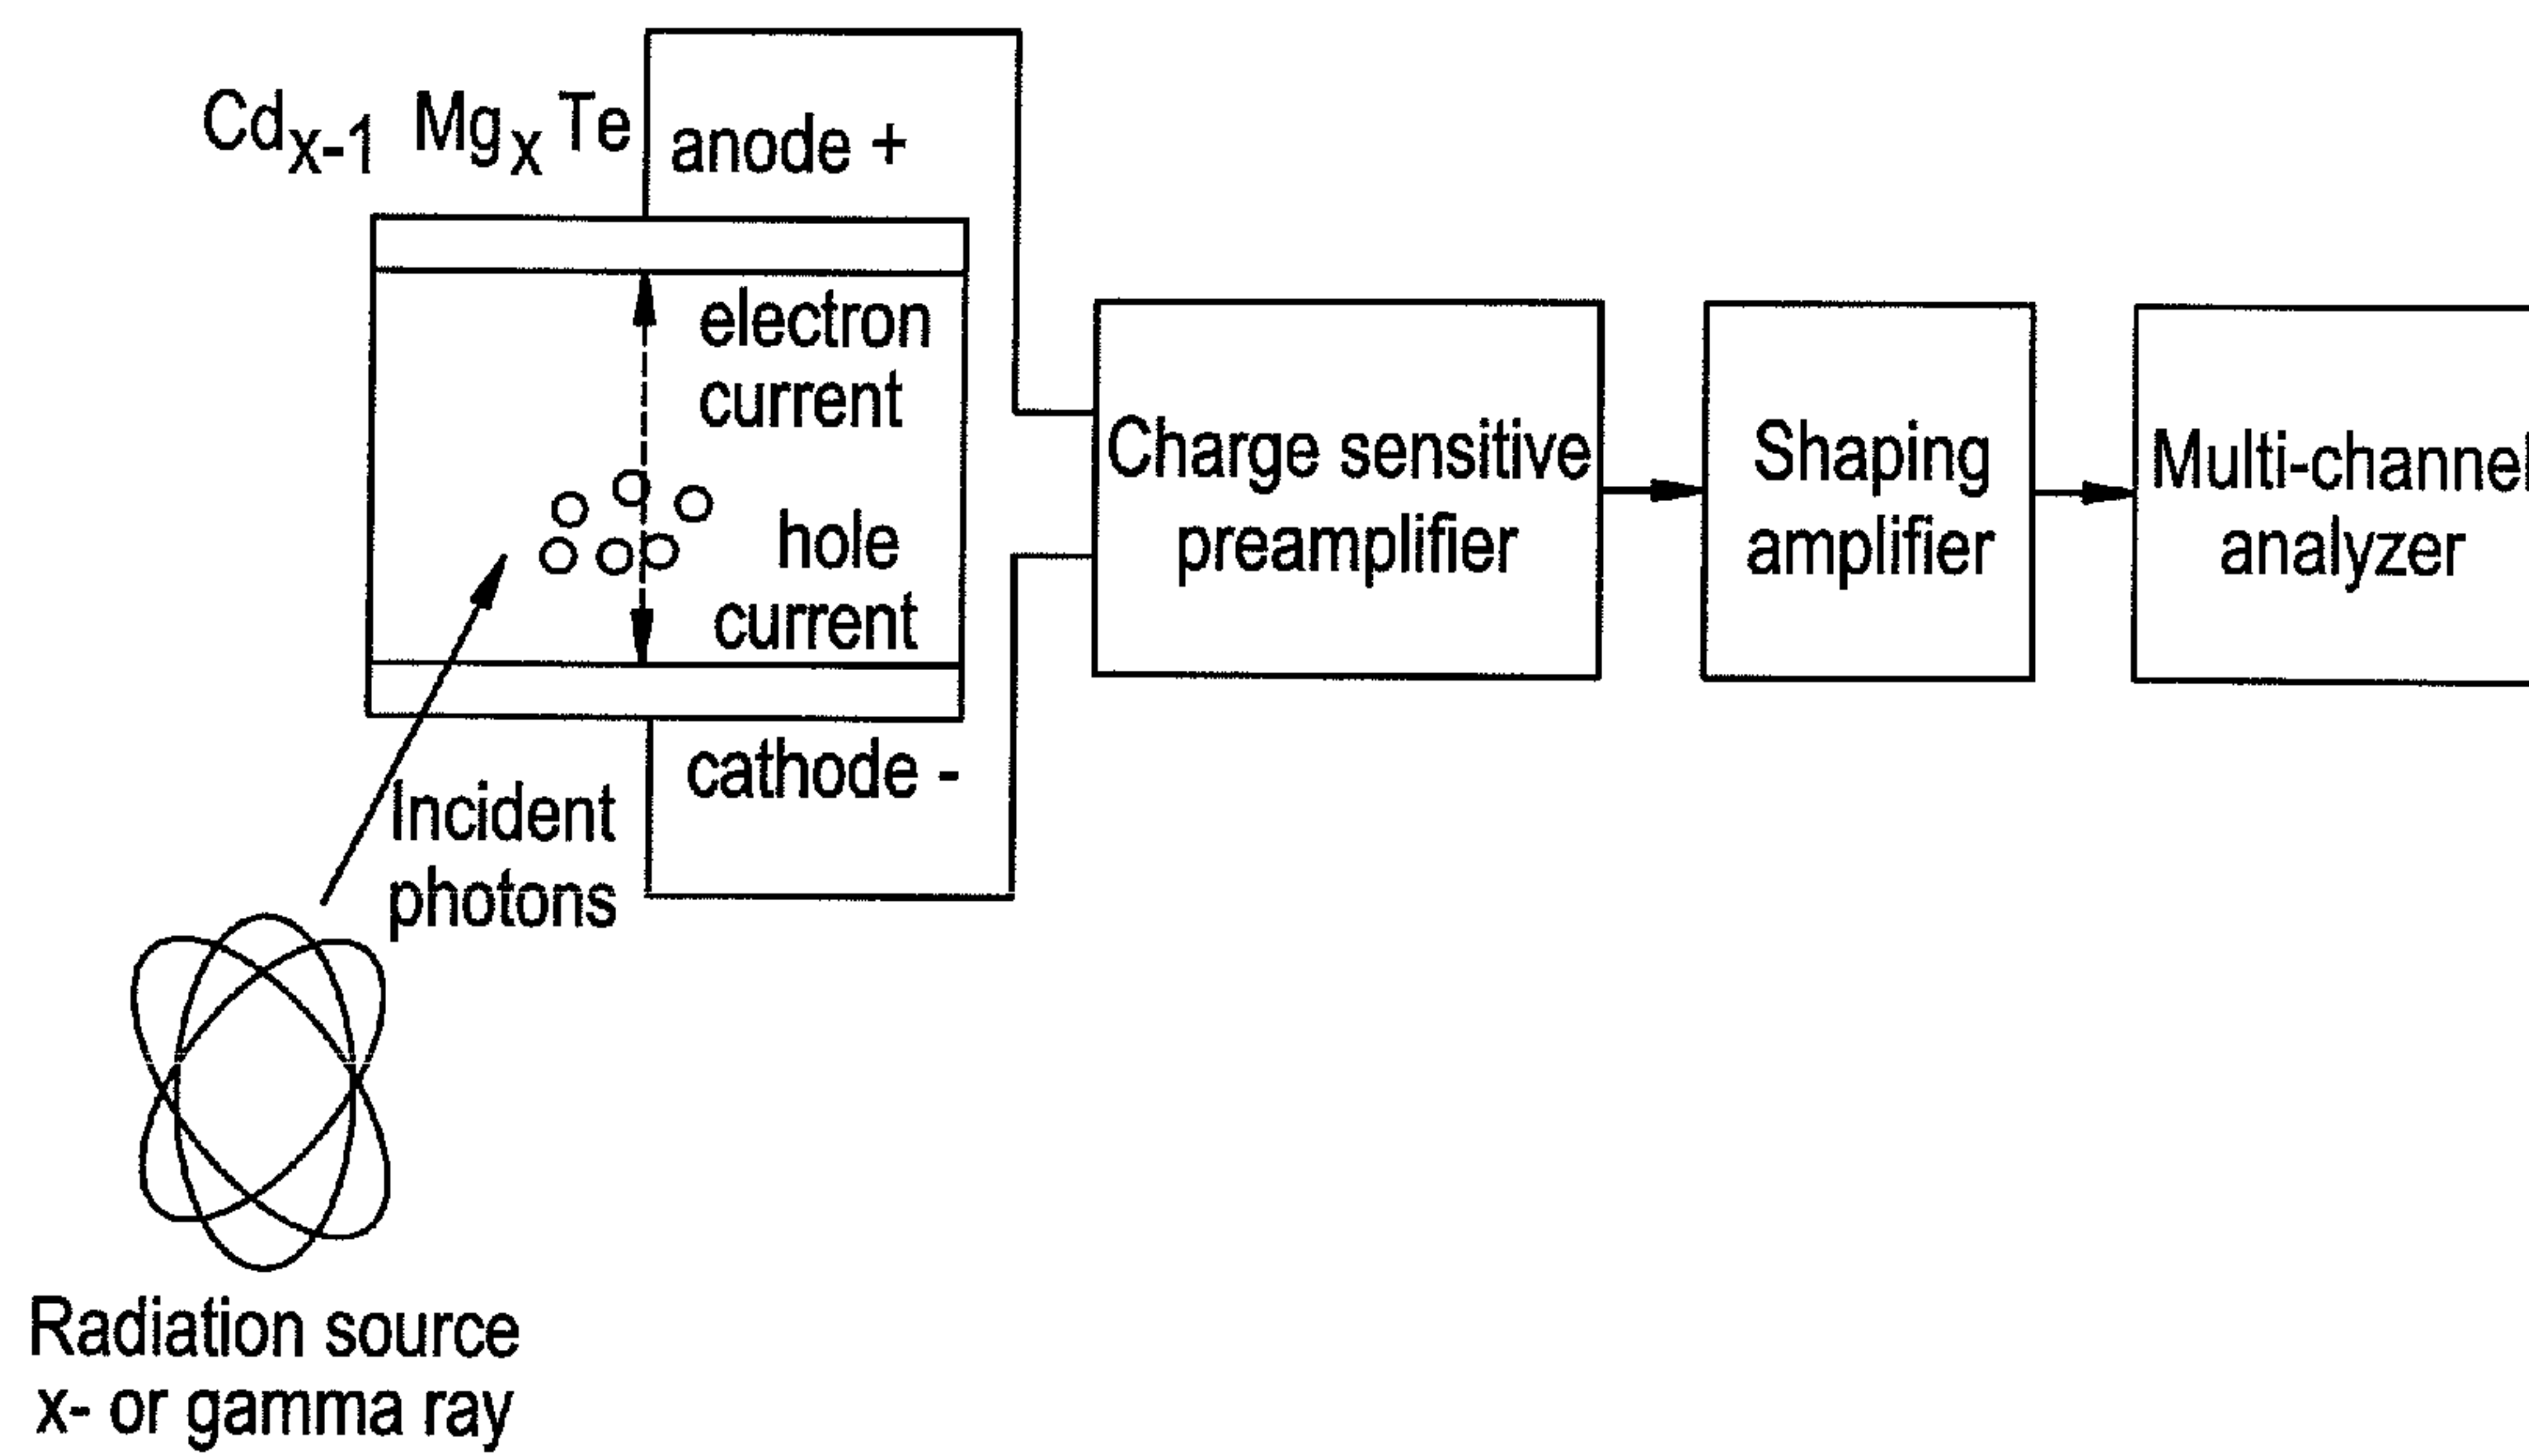 Cdx-1 Mgx Te
anode +
electron
current
hole
current
cathode -
Incident
photons
Radiation source
x- or gamma ray
Charge sensitive
preamplifier
Shaping
amplifier
Multi-channel
analyzer